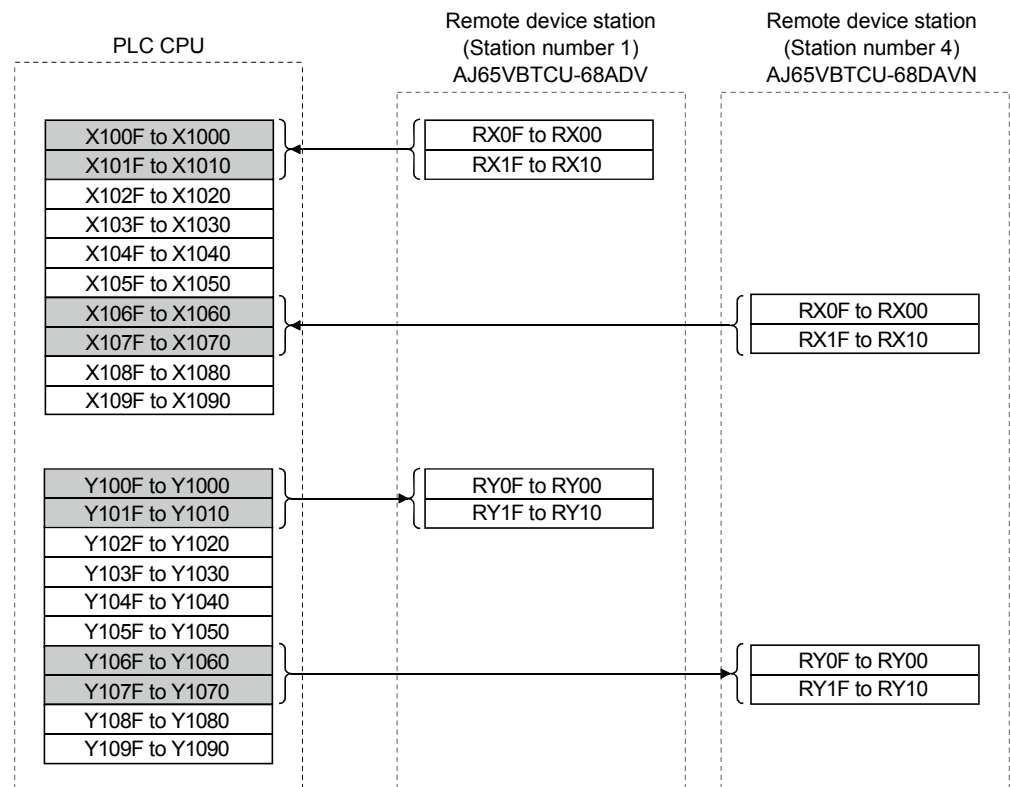 PLC CPU
Remote device station
(Station number 1)
AJ65VBTCU-68ADV
Remote device station
(Station number 4)
AJ65VBTCU-68DAVN
X100F to X1000
X101F to X1010
X102F to X1020
X103F to X1030
X104F to X1040
X105F to X1050
X106F to X1060
X107F to X1070
X108F to X1080
X109F to X1090
RX0F to RX00
RX1F to RX10
RX0F to RX00
RX1F to RX10
Y100F to Y1000
Y101F to Y1010
Y102F to Y1020
Y103F to Y1030
Y104F to Y1040
Y105F to Y1050
Y106F to Y1060
Y107F to Y1070
Y108F to Y1080
Y109F to Y1090
RY0F to RY00
RY1F to RY10
RY0F to RY00
RY1F to RY10